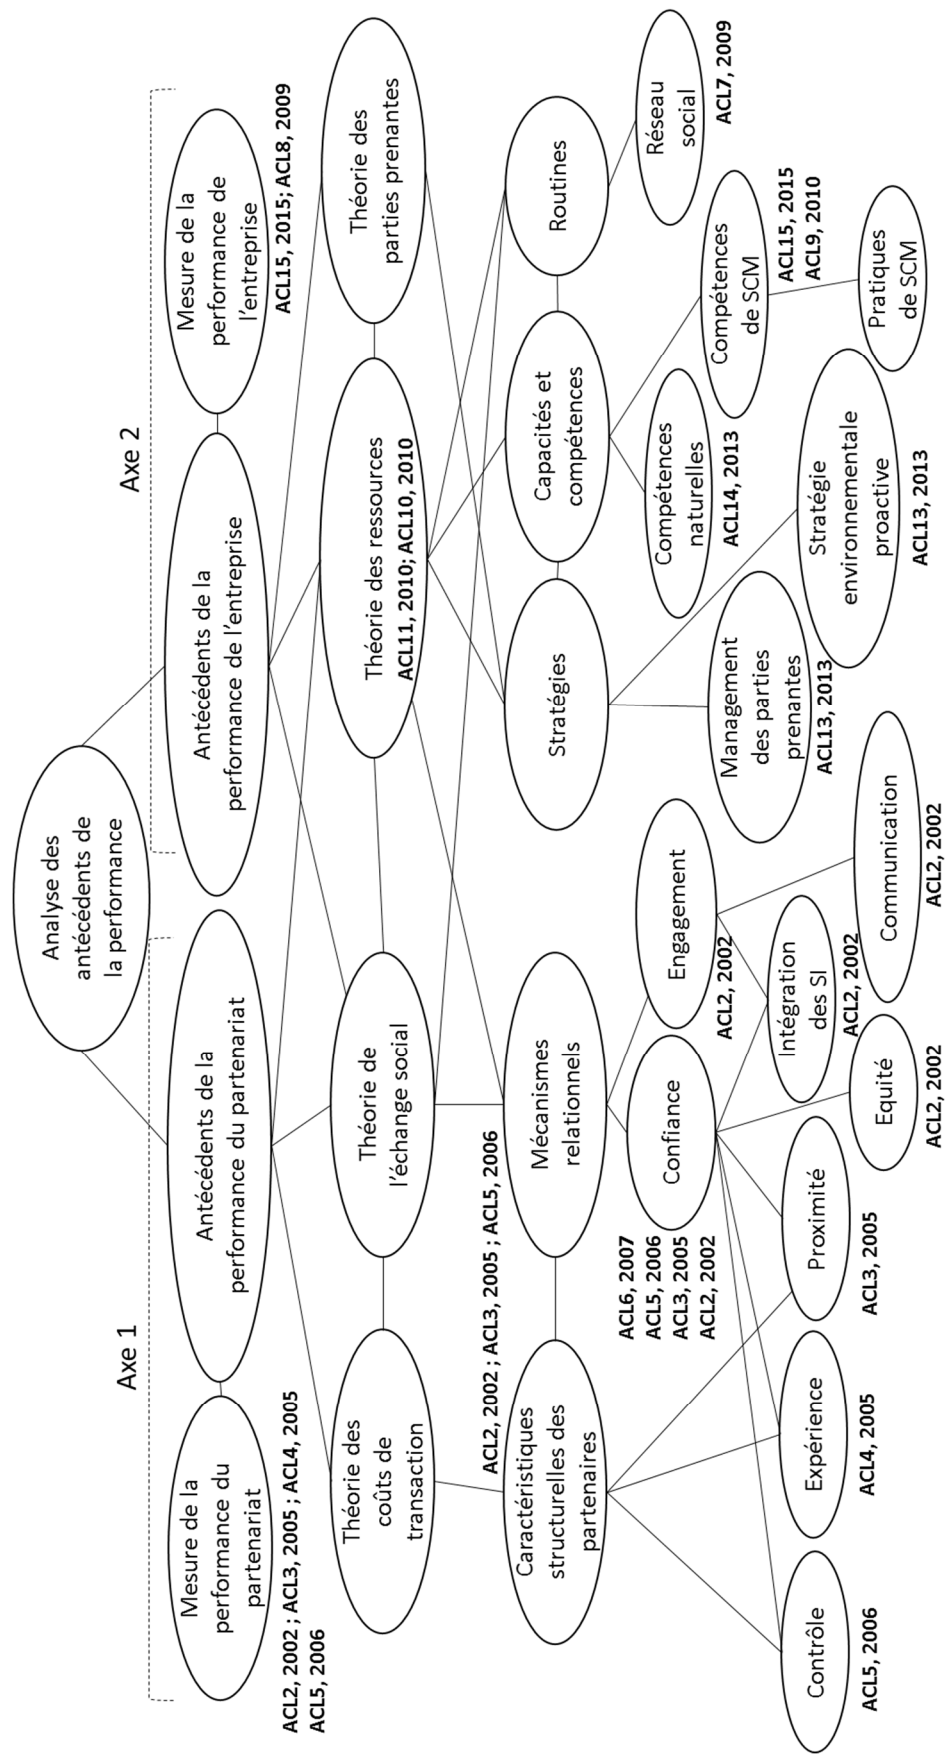 Analyse des
antécédents de
la performance
Axe 1
Axe 2
Mesure de la
performance du
partenariat
ACL2, 2002 ; ACL3, 2005 ; ACL4, 2005
ACL5, 2006
Antécédents de la
performance du partenariat
Antécédents de la
performance de l'entreprise
Mesure de la
performance de
l'entreprise
ACL15, 2015; ACL8, 2009
Théorie des
coûts de
transaction
Théorie de
l'échange social
Théorie des ressources
ACL11, 2010; ACL10, 2010
Théorie des
parties prenantes
ACL2, 2002 ; ACL3, 2005 ; ACL5, 2006
Caractéristiques
structurelles des
partenaires
Mécanismes
relationnels
Stratégies
Capacités et
compétences
Routines
ACL6, 2007
ACL5, 2006
ACL3, 2005
ACL2, 2002
Confiance
Engagement
ACL2, 2002
Management
des parties
prenantes
ACL13, 2013
Compétences
naturelles
ACL14, 2013
Compétences
de SCM
ACL15, 2015
ACL9, 2010
Réseau
social
ACL7, 2009
Contrôle
ACL5, 2006
Expérience
ACL4, 2005
Proximité
ACL3, 2005
Intégration
des SI
ACL2, 2002
Equité
ACL2, 2002
Communication
ACL2, 2002
Stratégie
environnementale
proactive
ACL13, 2013
Pratiques
de SCM